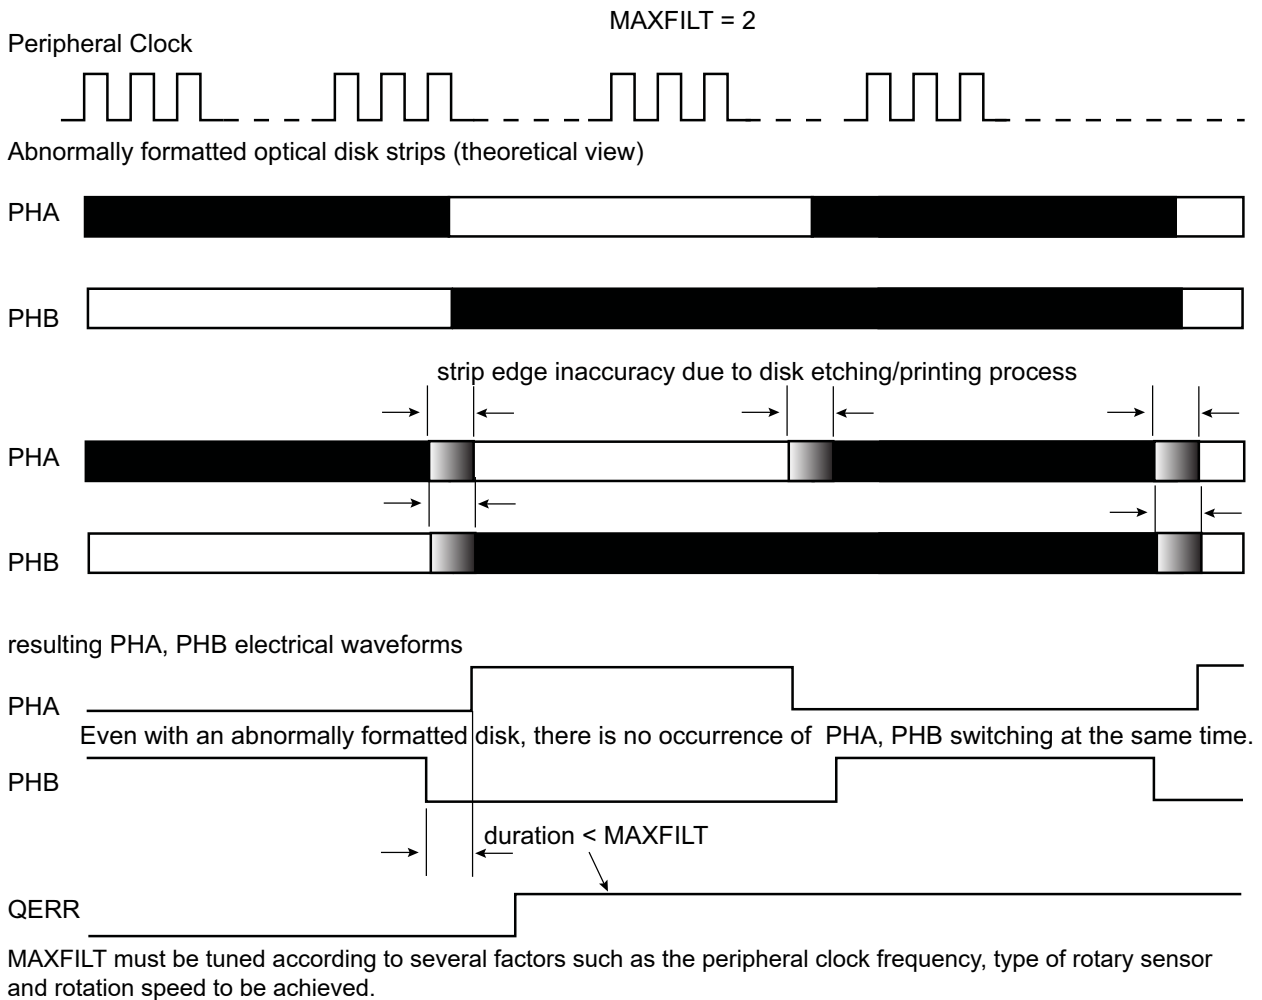 MAXFILT = 2
Peripheral Clock
Abnormally formatted optical disk strips (theoretical view)
PHA
PHB
strip edge inaccuracy due to disk etching/printing process
PHA
PHB
resulting PHA, PHB electrical waveforms
PHA
Even with an abnormally formatted disk, there is no occurrence of PHA, PHB switching at the same time.
PHB
duration < MAXFILT
QERR
MAXFILT must be tuned according to several factors such as the peripheral clock frequency, type of rotary sensor
and rotation speed to be achieved.